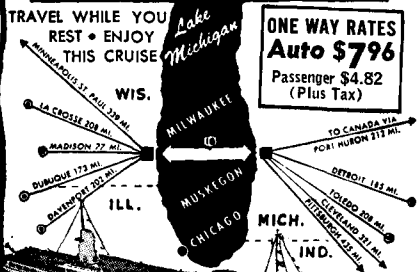 TRAVEL WHILE YOU
REST • ENJOY
THIS CRUISE
Lake
Michigan
ONE WAY RATES
Auto $7.96
Passenger $4.82
(Plus Tax)
MINNEAPOLIS ST. PAUL 339 MI.
LA CROSSE 208 MI.
MADISON 77 MI.
DUBUQUE 173 MI.
DAVENPORT 202 MI.
WIS.
ILL.
MILWAUKEE
MUSKEGON
CHICAGO
MICH.
IND.
TO CANADA VIA
PORT HURON 212 MI.
DETROIT 185 MI.
TOLEDO 208 MI.
CLEVELAND 321 MI.
PITTSBURGH 435 MI.